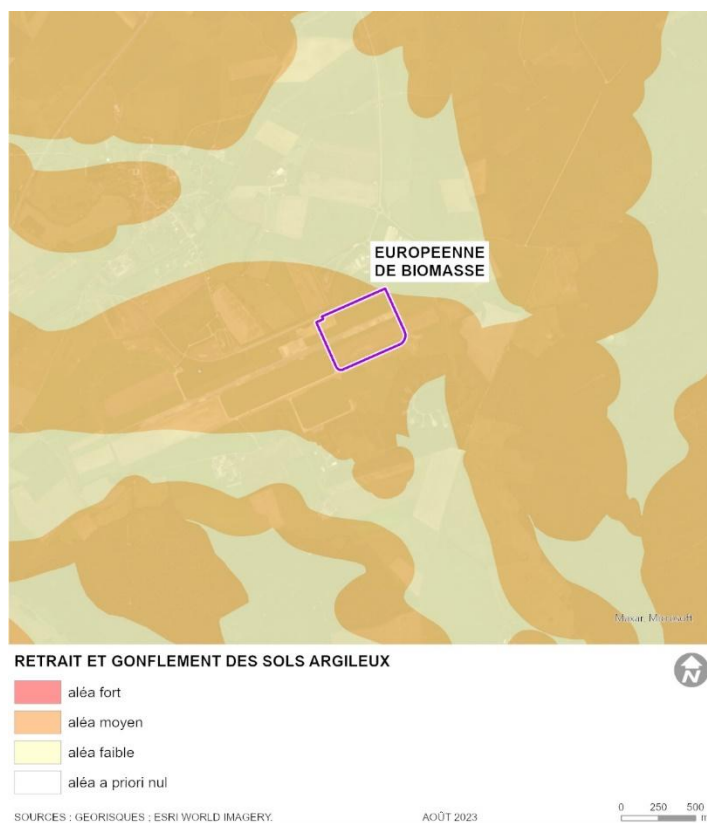 EUROPEENNE
DE BIOMASSE
Maxar, Microsoft
RETRAIT ET GONFLEMENT DES SOLS ARGILEUX
N
aléa fort
aléa moyen
aléa faible
aléa a priori nul
0 250 500
m
SOURCES : GEORISQUES ; ESRI WORLD IMAGERY.
AOÛT 2023